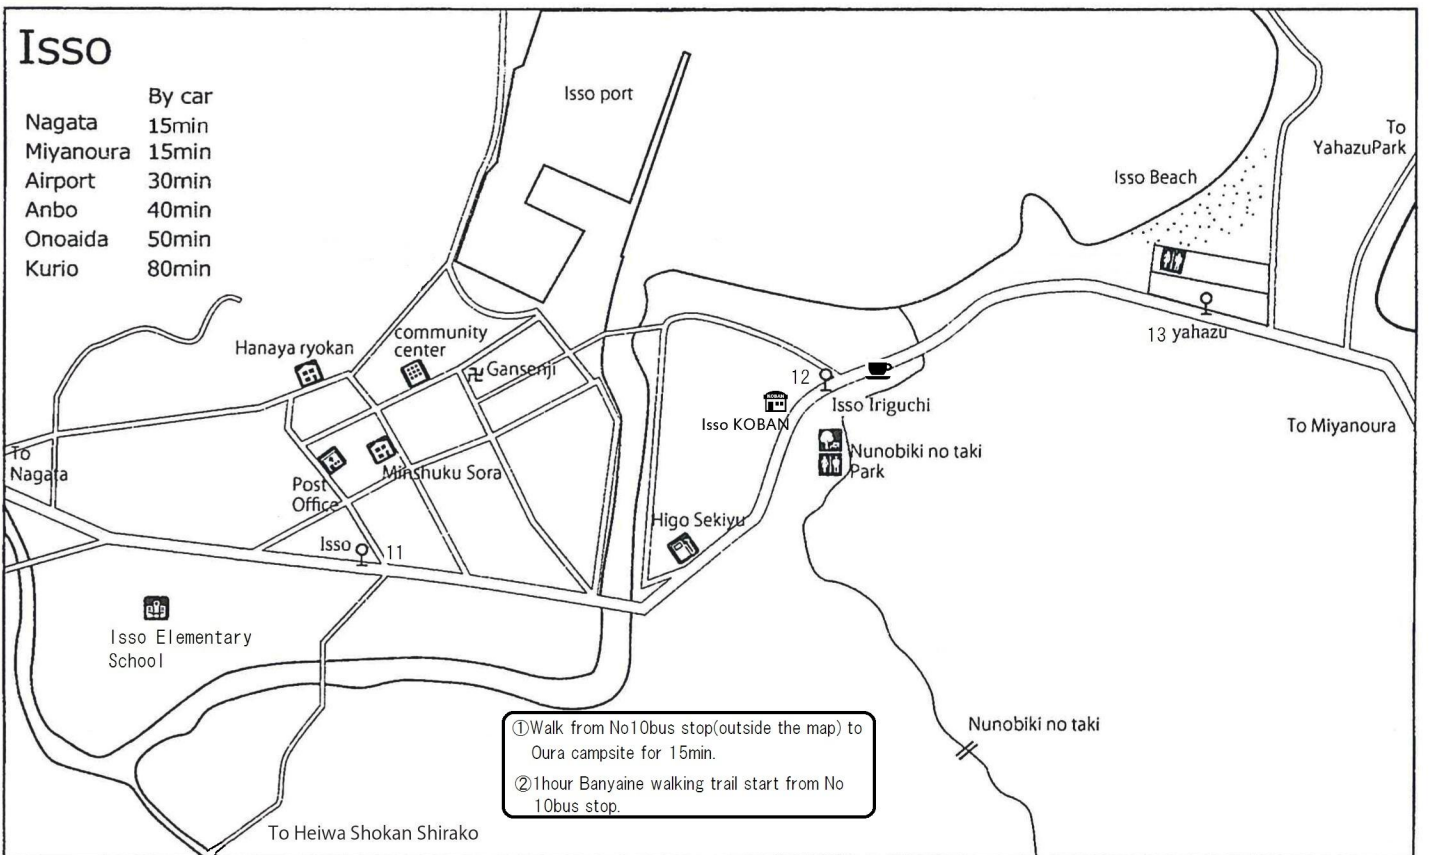 Isso
By car
Nagata 15min
Miyanoura 15min
Airport 30min
Anbo 40min
Onoaida 50min
Kurio 80min
Isso port
To
YahazuPark
Isso Beach
13 yahazu
To Miyanoura
community
center
Hanaya ryokan
卍 Gansenji
12
Isso Iriguchi
KOBAN
Isso KOBAN
Nunobiki no taki
Park
To
Nagata
Minshuku Sora
Post
Office
Higo Sekiyu
Isso 11
Isso Elementary
School
Nunobiki no taki
①Walk from No10bus stop(outside the map) to
Oura campsite for 15min.
②1hour Banyaine walking trail start from No
10bus stop.
To Heiwa Shokan Shirako